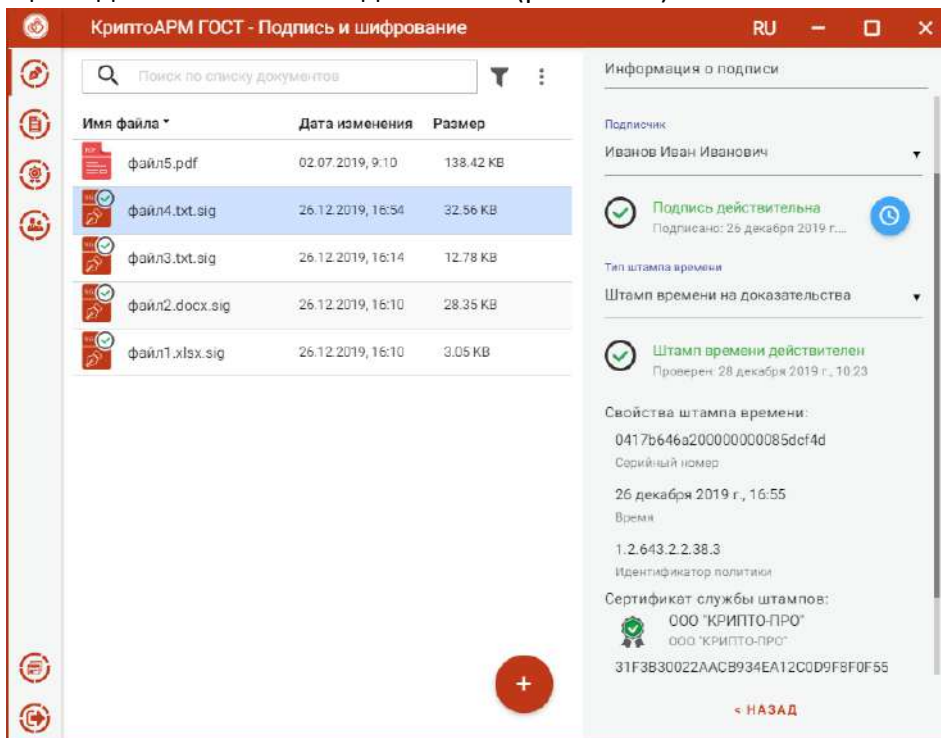 КриптоАРМ ГОСТ - Подпись и шифрование RU
Поиск по списку документов
Имя файла Дата изменения Размер
файл5.pdf 02.07.2019, 9:10 138.42 KB
файл4.txt.sig 26.12.2019, 16:54 32.56 KB
файл3.txt.sig 26.12.2019, 16:14 12.78 KB
файл2.docx.sig 26.12.2019, 16:10 28.35 KB
файл1.xlsx.sig 26.12.2019, 16:10 3.05 KB
+
Информация о подписи
Подписчик
Иванов Иван Иванович
Подпись действительна
Подписано: 26 декабря 2019 г....
Тип штампа времени
Штамп времени на доказательства
Штамп времени действителен
Проверен: 28 декабря 2019 г., 10:23
Свойства штампа времени:
0417b646a200000000085dcf4d
Серийный номер
26 декабря 2019 г., 16:55
Время
1.2.643.2.2.38.3
Идентификатор политики
Сертификат службы штампов:
ООО "КРИПТО-ПРО"
ООО "КРИПТО-ПРО"
31F3B30022AACB934EA12C0D9F8F0F55
< НАЗАД